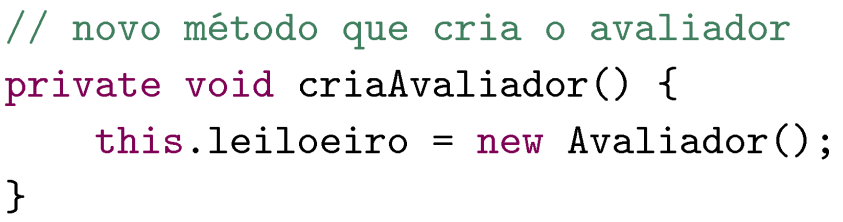 // novo método que cria o avaliador
private void criaAvaliador() {
    this.leiloeiro = new Avaliador();
}